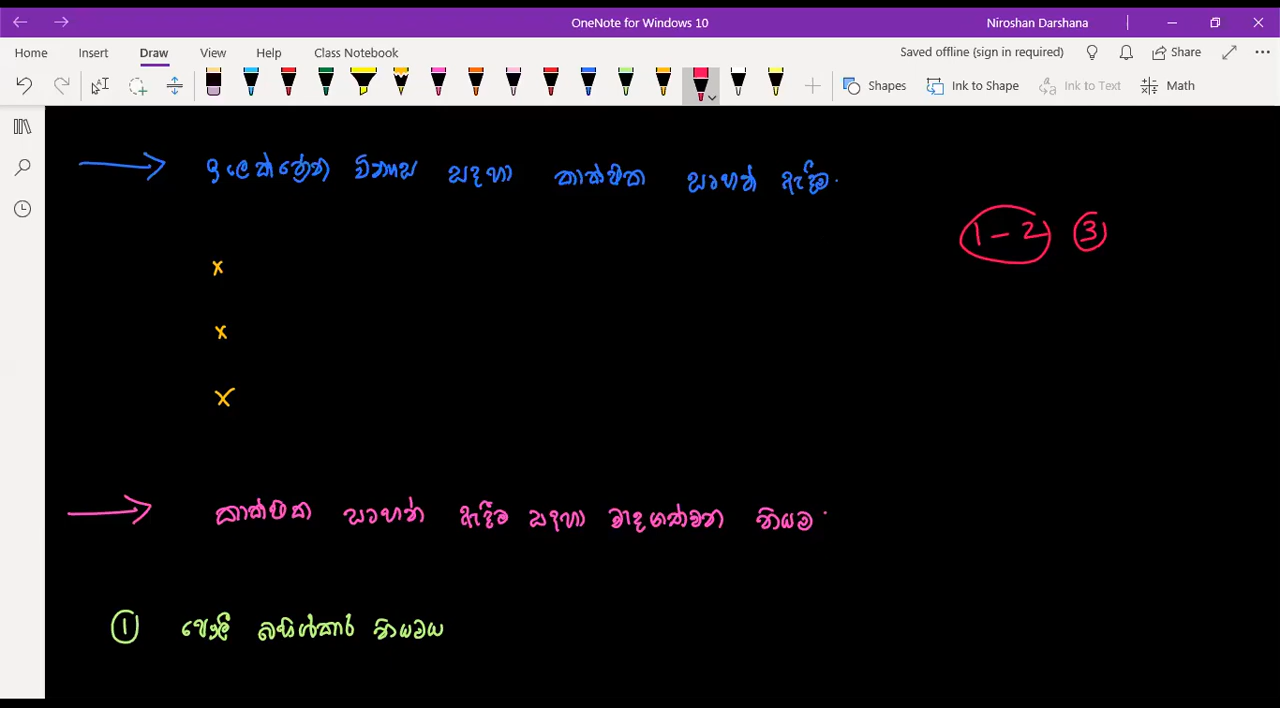 OneNote for Windows 10
Niroshan Darshana
Home Insert Draw View Help Class Notebook
Saved offline (sign in required) Share
Shapes Ink to Shape Ink to Text Math
ඉලෙක්ට්‍රෝන වින්‍යාස සඳහා කාක්ෂික සටහන් ඇදීම.
1 - 2 3
x
x
x
කාක්ෂික සටහන් ඇදීම සඳහා වැදගත්වන නියම.
1 පෞලී බහිෂ්කාර නියමය